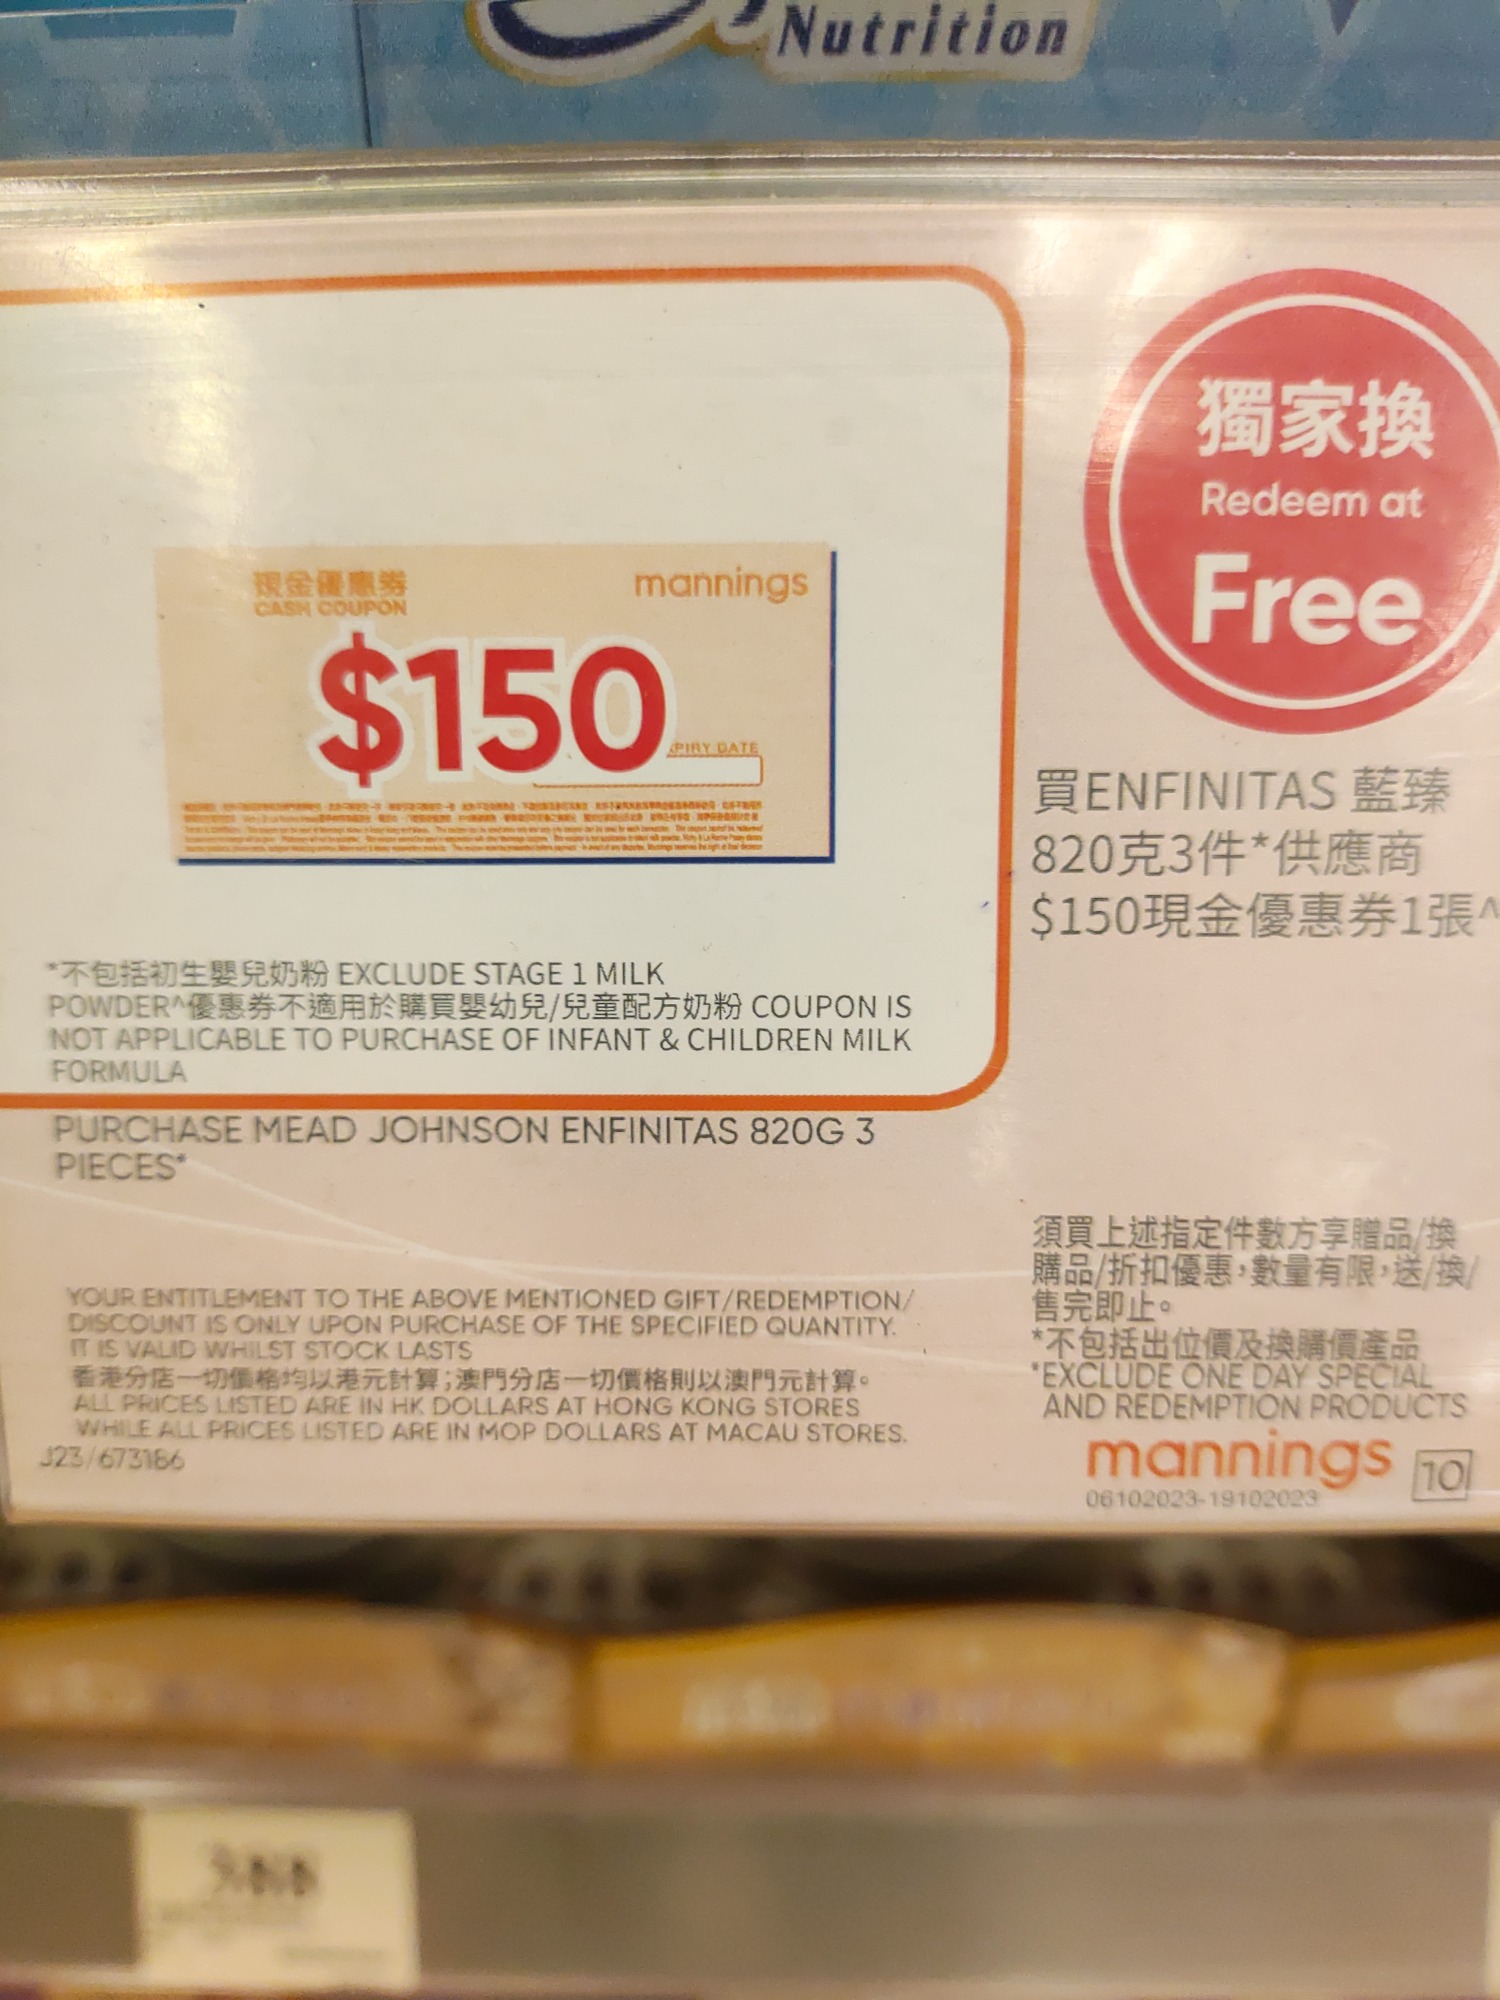 Nutrition
獨家換
Redeem at
Free
現金優惠券
CASH COUPON
mannings
$150
EXPIRY DATE
買ENFINITAS 藍臻
820克3件*供應商
$150現金優惠券1張^
*不包括初生嬰兒奶粉 EXCLUDE STAGE 1 MILK
POWDER^優惠券不適用於購買嬰幼兒/兒童配方奶粉 COUPON IS
NOT APPLICABLE TO PURCHASE OF INFANT & CHILDREN MILK
FORMULA
PURCHASE MEAD JOHNSON ENFINITAS 820G 3
PIECES*
YOUR ENTITLEMENT TO THE ABOVE MENTIONED GIFT/REDEMPTION/
DISCOUNT IS ONLY UPON PURCHASE OF THE SPECIFIED QUANTITY.
IT IS VALID WHILST STOCK LASTS
香港分店一切價格均以港元計算;澳門分店一切價格則以澳門元計算。
ALL PRICES LISTED ARE IN HK DOLLARS AT HONG KONG STORES
WHILE ALL PRICES LISTED ARE IN MOP DOLLARS AT MACAU STORES.
J23/673186
須買上述指定件數方享贈品/換
購品/折扣優惠,數量有限,送/換/
售完即止。
*不包括出位價及換購價產品
*EXCLUDE ONE DAY SPECIAL
AND REDEMPTION PRODUCTS
mannings 10
06102023-19102023